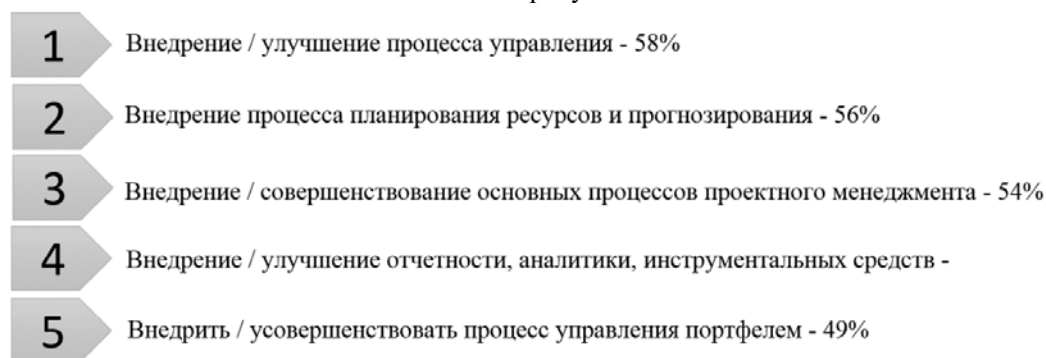 1 Внедрение / улучшение процесса управления - 58%
2 Внедрение процесса планирования ресурсов и прогнозирования - 56%
3 Внедрение / совершенствование основных процессов проектного менеджмента - 54%
4 Внедрение / улучшение отчетности, аналитики, инструментальных средств -
5 Внедрить / усовершенствовать процесс управления портфелем - 49%